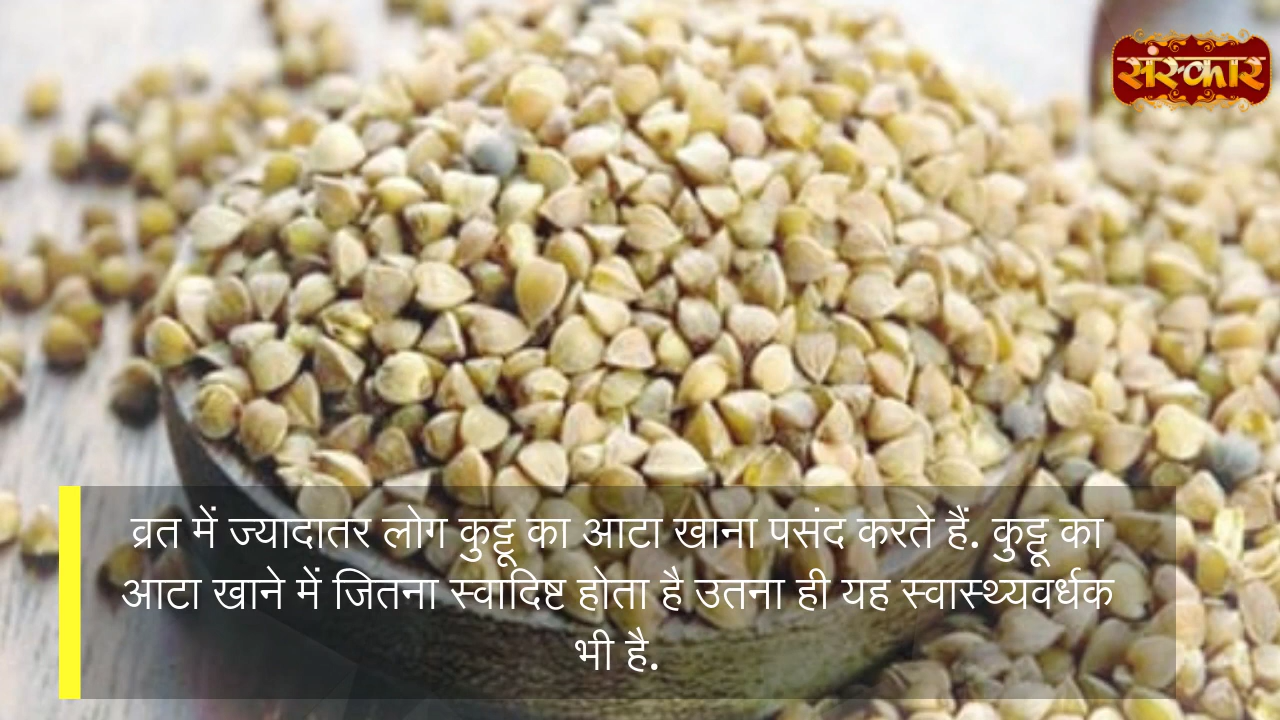 संस्कार
व्रत में ज्यादातर लोग कुट्टू का आटा खाना पसंद करते हैं. कुट्टू का
आटा खाने में जितना स्वादिष्ट होता है उतना ही यह स्वास्थ्यवर्धक
भी है.